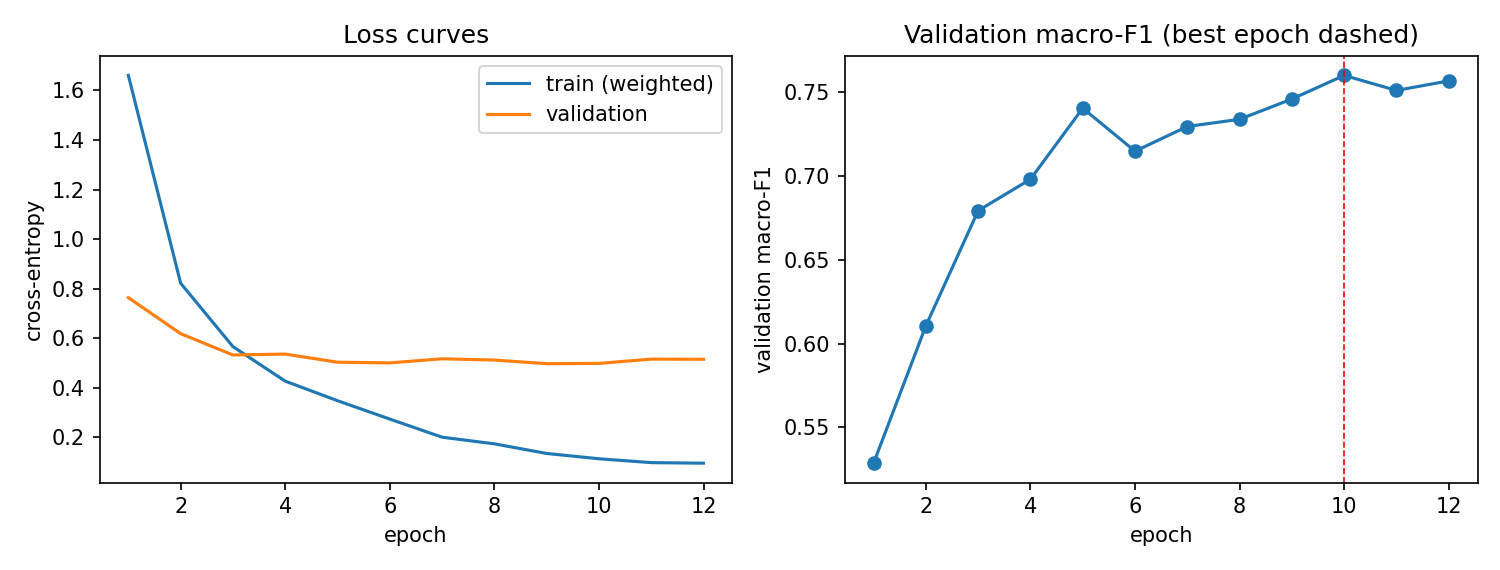 Loss curves
train (weighted)
validation
cross-entropy
1.6
1.4
1.2
1.0
0.8
0.6
0.4
0.2
2 4 6 8 10 12
epoch
Validation macro-F1 (best epoch dashed)
validation macro-F1
0.75
0.70
0.65
0.60
0.55
2 4 6 8 10 12
epoch